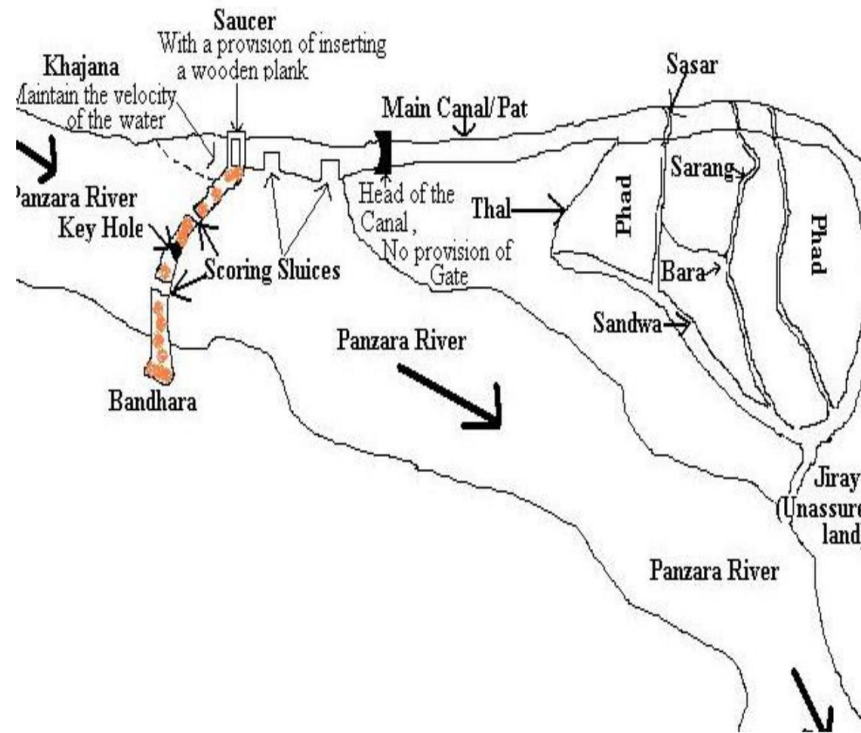 Saucer
With a provision of inserting
a wooden plank
Khajana
Maintain the velocity
of the water
Sasar
Main Canal/Pat
Panzara River
Key Hole
Scoring Sluices
Bandhara
Head of the
Canal ,
No provision of
Gate
Thal
Phad
Sarang
Bara
Phad
Sandwa
Panzara River
Jiray
(Unassure
land
Panzara River